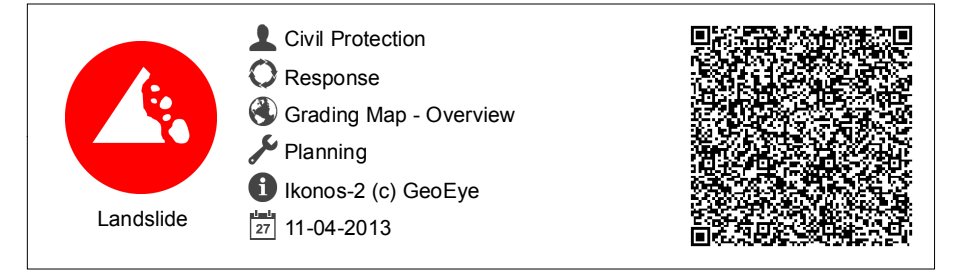 Landslide
Civil Protection
Response
Grading Map - Overview
Planning
Ikonos-2 (c) GeoEye
27
11-04-2013